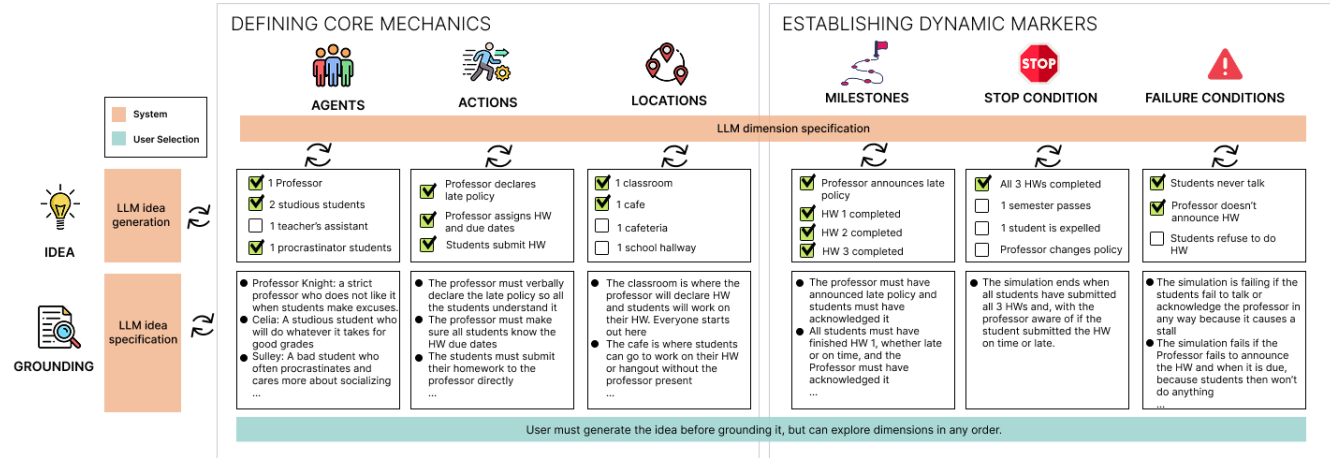 DEFINING CORE MECHANICS
ESTABLISHING DYNAMIC MARKERS
AGENTS
ACTIONS
LOCATIONS
MILESTONES
STOP
STOP CONDITION
FAILURE CONDITIONS
System
User Selection
LLM dimension specification
IDEA
LLM idea
generation
1 Professor
2 studious students
1 teacher's assistant
1 procrastinator students
Professor declares
late policy
Professor assigns HW
and due dates
Students submit HW
1 classroom
1 cafe
1 cafeteria
1 school hallway
Professor announces late
policy
HW 1 completed
HW 2 completed
HW 3 completed
All 3 HWs completed
1 semester passes
1 student is expelled
Professor changes policy
Students never talk
Professor doesn't
announce HW
Students refuse to do
HW
GROUNDING
LLM idea
specification
Professor Knight: a strict
professor who does not like it
when students make excuses.
Celia: A studious student who
will do whatever it takes for
good grades
Sulley: A bad student who
often procrastinates and
cares more about socializing
...
The professor must verbally
declare the late policy so all
the students understand it
The professor must make
sure all students know the
HW due dates
The students must submit
their homework to the
professor directly
...
The classroom is where the
professor will declare HW
and students will work on
their HW. Everyone starts
out here
The cafe is where students
can go to work on their HW
or hangout without the
professor present
...
The professor must have
announced late policy and
students must have
acknowledged it
All students must have
finished HW 1, whether late
or on time, and the
Professor must have
acknowledged it
...
The simulation ends when
all students have submitted
all 3 HWs and, with the
professor aware of if the
student submitted the HW
on time or late.
The simulation is failing if the
students fail to talk or
acknowledge the professor in
any way because it causes a
stall
The simulation fails if the
Professor fails to announce
the HW and when it is due,
because students then won't
do anything
...
User must generate the idea before grounding it, but can explore dimensions in any order.